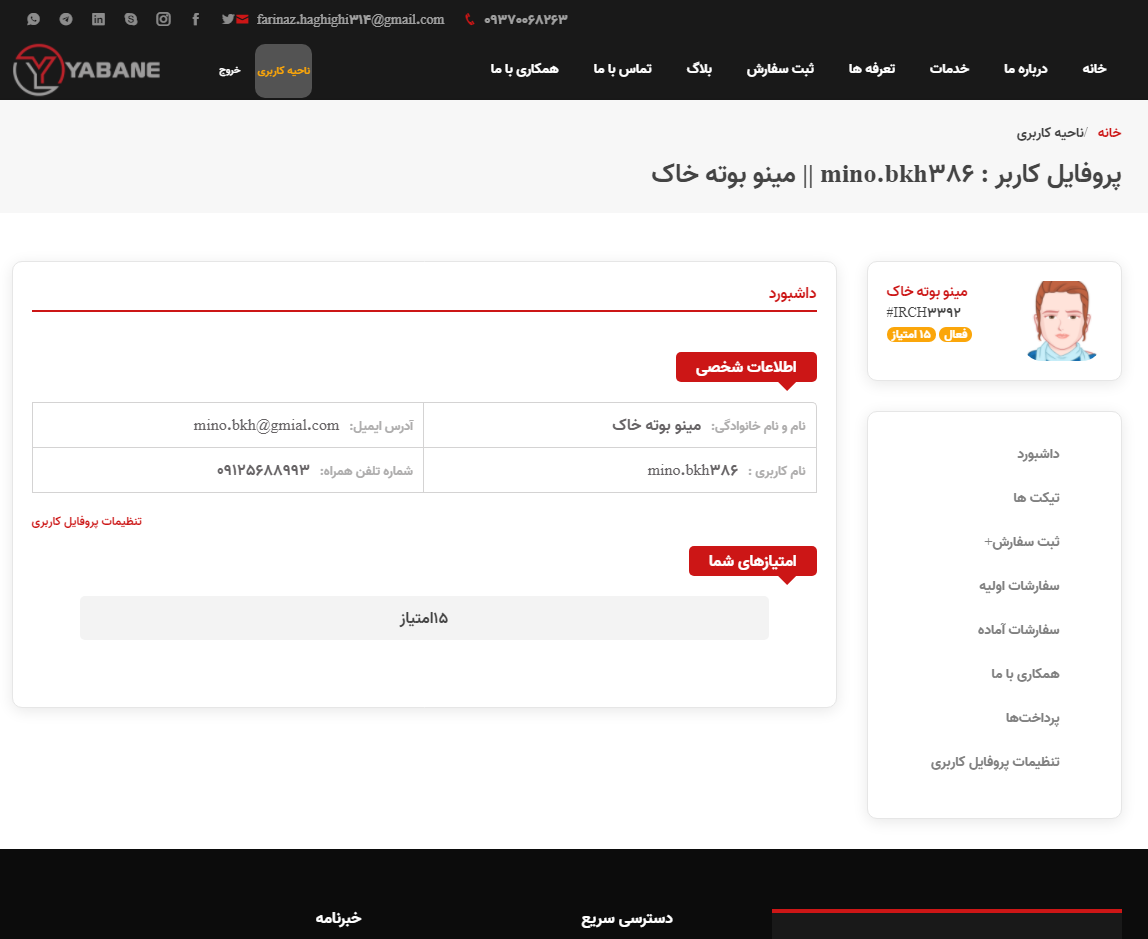 ۰۹۳۷۰۰۶۸۲۶۳ farinaz.haghighi۳۱۴@gmail.com
خانه درباره ما خدمات تعرفه ها ثبت سفارش بلاگ تماس با ما همکاری با ما ناحیه کاربری خروج YABANE
خانه /ناحیه کاربری
پروفایل کاربر : mino.bkh۳۸۶ || مینو بوته خاک
مینو بوته خاک
#IRCH۳۳۹۲
فعال ۱۵ امتیاز
داشبورد
تیکت ها
ثبت سفارش+
سفارشات اولیه
سفارشات آماده
همکاری با ما
پرداخت‌ها
تنظیمات پروفایل کاربری
داشبورد
اطلاعات شخصی
نام و نام خانوادگی: مینو بوته خاک آدرس ایمیل: mino.bkh@gmial.com
نام کاربری : mino.bkh۳۸۶ شماره تلفن همراه: ۰۹۱۲۵۶۸۸۹۹۳
تنظیمات پروفایل کاربری
امتیازهای شما
۱۵امتیاز
دسترسی سریع خبرنامه